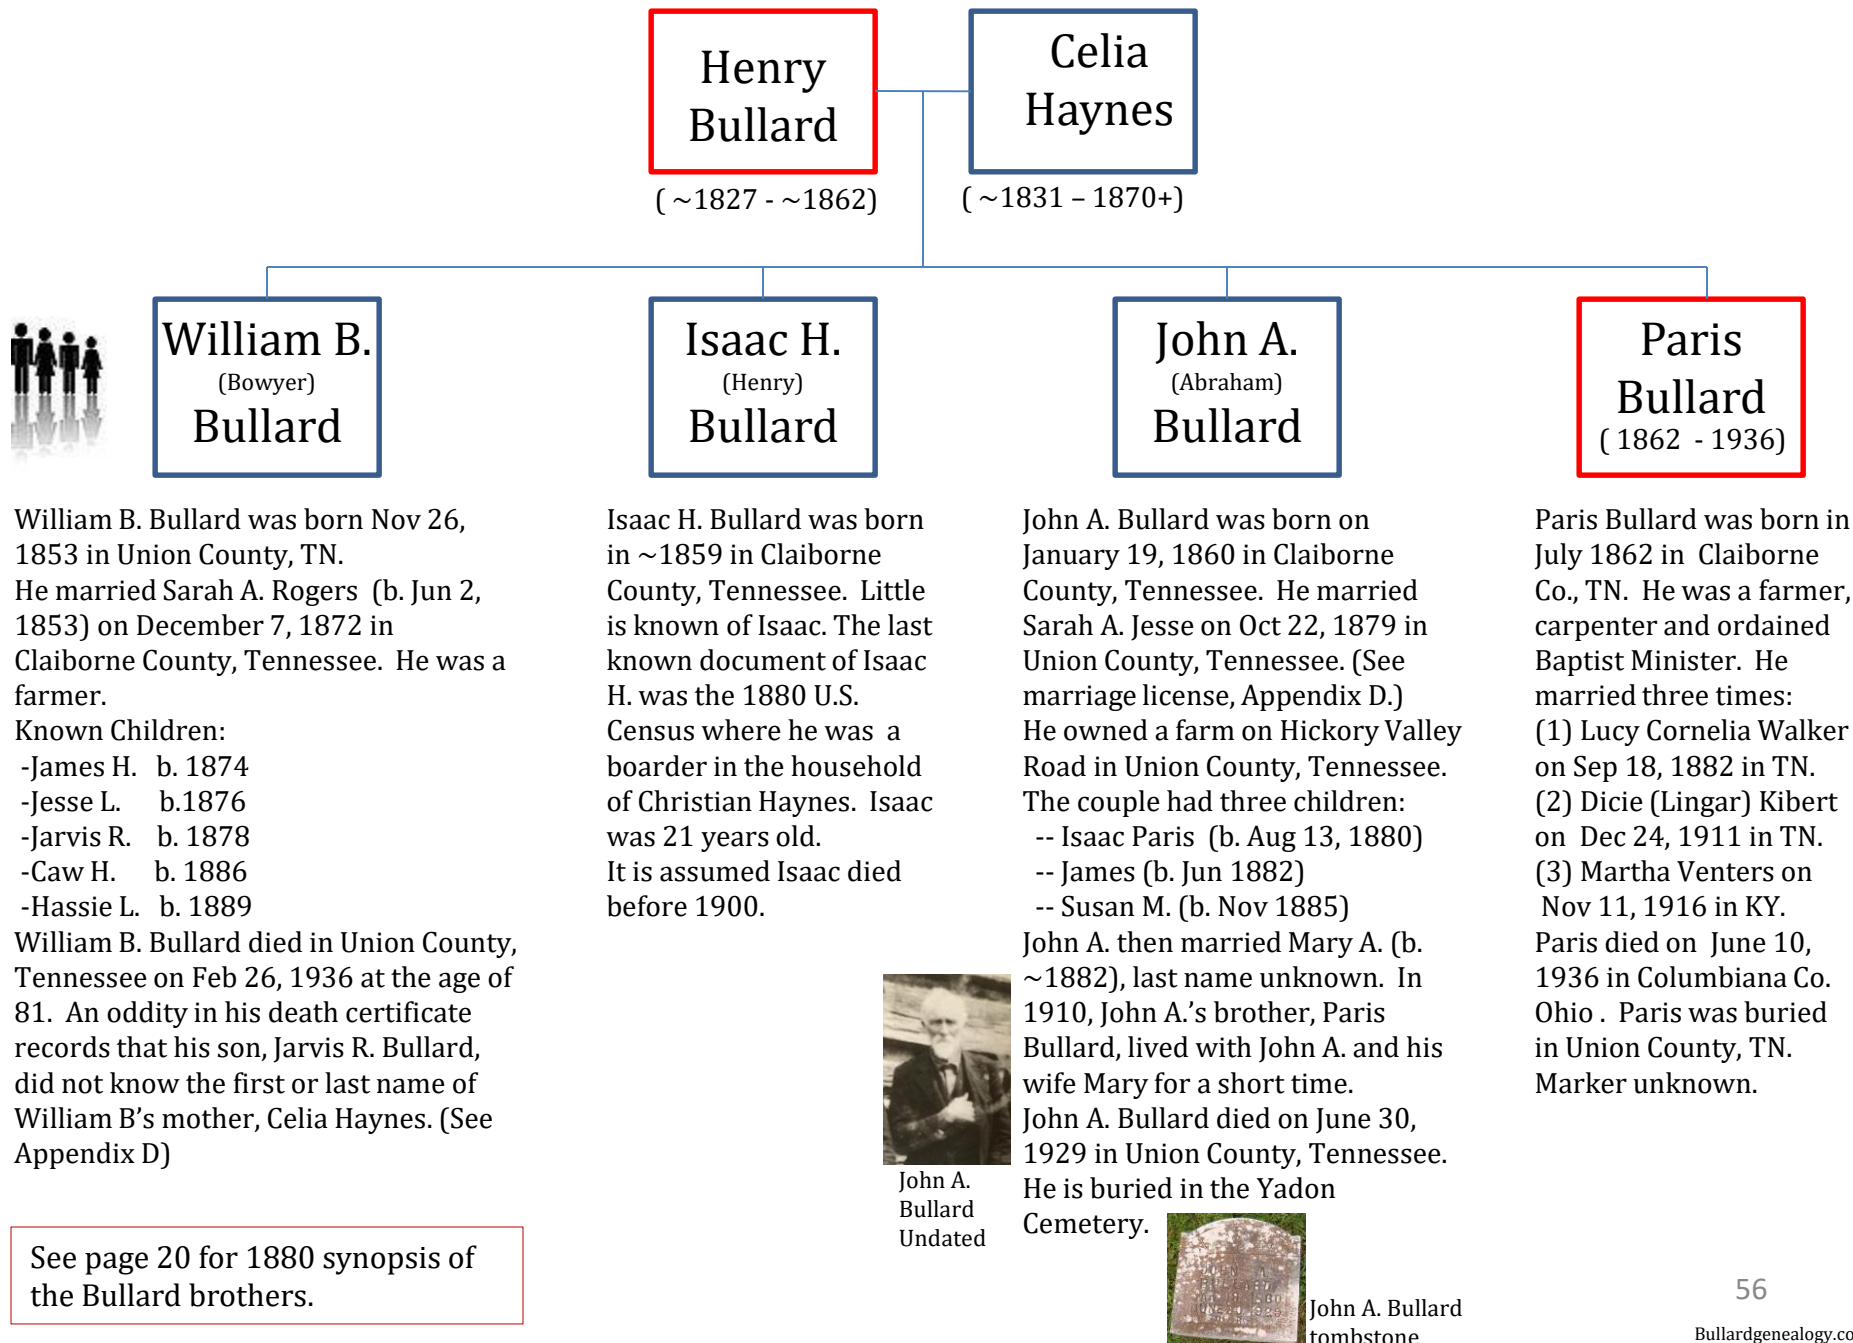 Henry
Bullard
Celia
Haynes
( ~1827 - ~1862)
( ~1831 – 1870+)
William B.
(Bowyer)
Bullard
Isaac H.
(Henry)
Bullard
John A.
(Abraham)
Bullard
Paris
Bullard
( 1862 - 1936)
William B. Bullard was born Nov 26,
1853 in Union County, TN.
He married Sarah A. Rogers (b. Jun 2,
1853) on December 7, 1872 in
Claiborne County, Tennessee. He was a
farmer.
Known Children:
-James H. b. 1874
-Jesse L. b.1876
-Jarvis R. b. 1878
-Caw H. b. 1886
-Hassie L. b. 1889
William B. Bullard died in Union County,
Tennessee on Feb 26, 1936 at the age of
81. An oddity in his death certificate
records that his son, Jarvis R. Bullard,
did not know the first or last name of
William B’s mother, Celia Haynes. (See
Appendix D)
See page 20 for 1880 synopsis of
the Bullard brothers.
Isaac H. Bullard was born
in ~1859 in Claiborne
County, Tennessee. Little
is known of Isaac. The last
known document of Isaac
H. was the 1880 U.S.
Census where he was a
boarder in the household
of Christian Haynes. Isaac
was 21 years old.
It is assumed Isaac died
before 1900.
John A.
Bullard
Undated
John A. Bullard was born on
January 19, 1860 in Claiborne
County, Tennessee. He married
Sarah A. Jesse on Oct 22, 1879 in
Union County, Tennessee. (See
marriage license, Appendix D.)
He owned a farm on Hickory Valley
Road in Union County, Tennessee.
The couple had three children:
-- Isaac Paris (b. Aug 13, 1880)
-- James (b. Jun 1882)
-- Susan M. (b. Nov 1885)
John A. then married Mary A. (b.
~1882), last name unknown. In
1910, John A.’s brother, Paris
Bullard, lived with John A. and his
wife Mary for a short time.
John A. Bullard died on June 30,
1929 in Union County, Tennessee.
He is buried in the Yadon
Cemetery.
JOHN A.
John A. Bullard
tombstone
Paris Bullard was born in
July 1862 in Claiborne
Co., TN. He was a farmer,
carpenter and ordained
Baptist Minister. He
married three times:
(1) Lucy Cornelia Walker
on Sep 18, 1882 in TN.
(2) Dicie (Lingar) Kibert
on Dec 24, 1911 in TN.
(3) Martha Venters on
Nov 11, 1916 in KY.
Paris died on June 10,
1936 in Columbiana Co.
Ohio . Paris was buried
in Union County, TN.
Marker unknown.
56
Bullardgenealogy.co